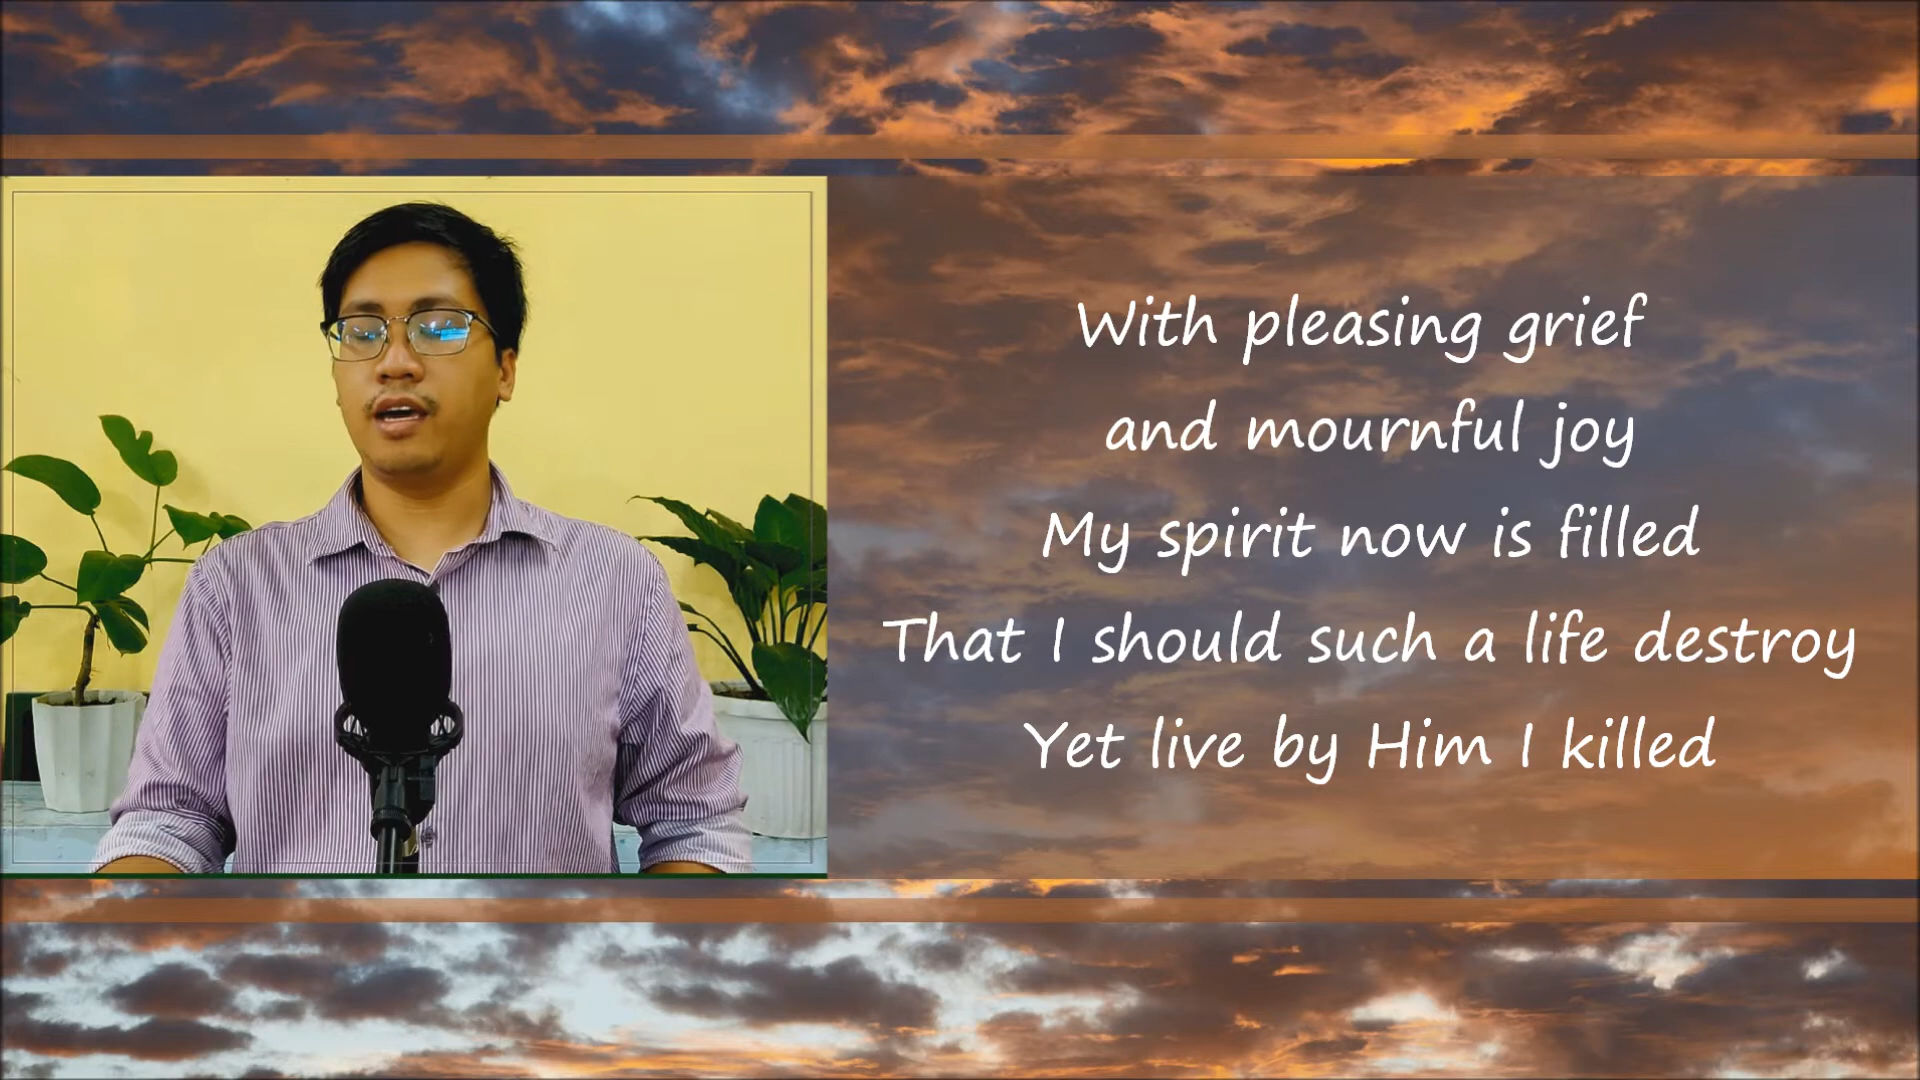 With pleasing grief
and mournful joy
My spirit now is filled
That I should such a life destroy
Yet live by Him I killed